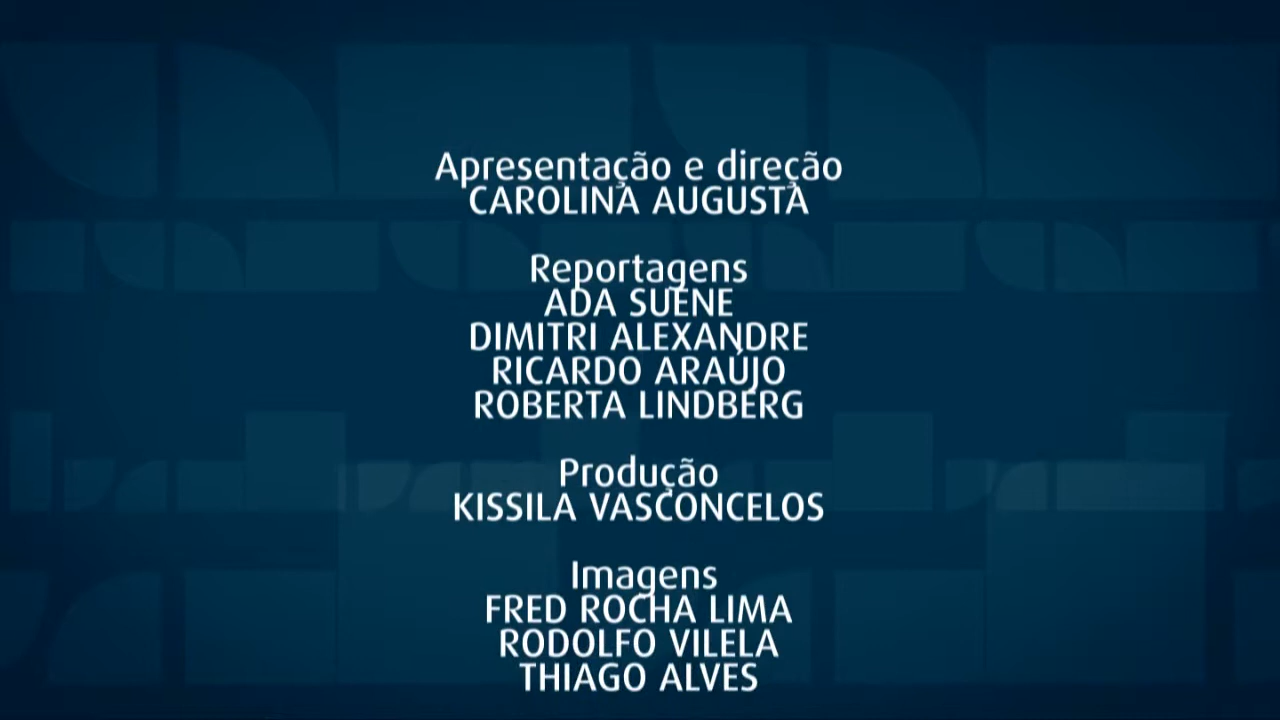 Apresentação e direção
CAROLINA AUGUSTA
Reportagens
ADA SUENE
DIMITRI ALEXANDRE
RICARDO ARAÚJO
ROBERTA LINDBERG
Produção
KISSILA VASCONCELOS
Imagens
FRED ROCHA LIMA
RODOLFO VILELA
THIAGO ALVES